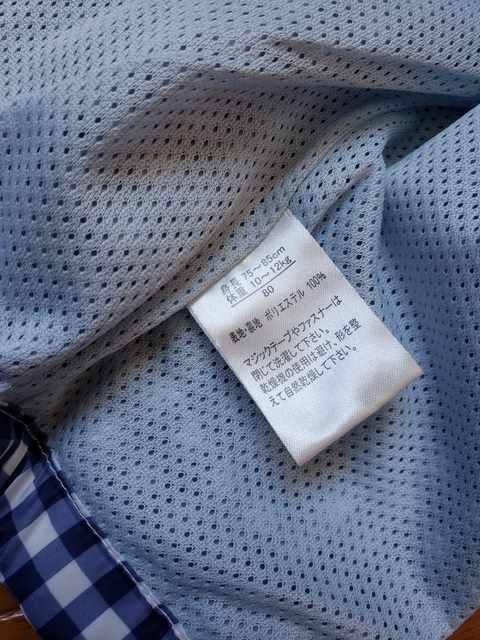 身長 75～85cm
体重 10～12kg
80
表地・裏地 ポリエステル 100%
マジックテープやファスナーは
閉じて洗濯して下さい。
乾燥機の使用は避け、形を整
えて自然乾燥して下さい。